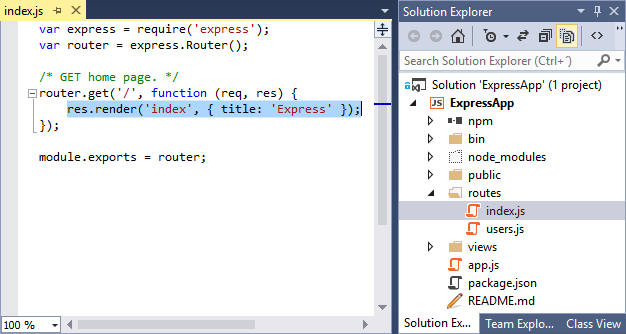 index.js
var express = require('express');
var router = express.Router();
/* GET home page. */
router.get('/', function (req, res) {
res.render('index', { title: 'Express' });
});
module.exports = router;
100 %
Solution Explorer
Search Solution Explorer (Ctrl+´)
Solution 'ExpressApp' (1 project)
JS ExpressApp
npm
bin
node_modules
public
routes
index.js
users.js
views
app.js
package.json
README.md
Solution Ex...
Team Explo...
Class View